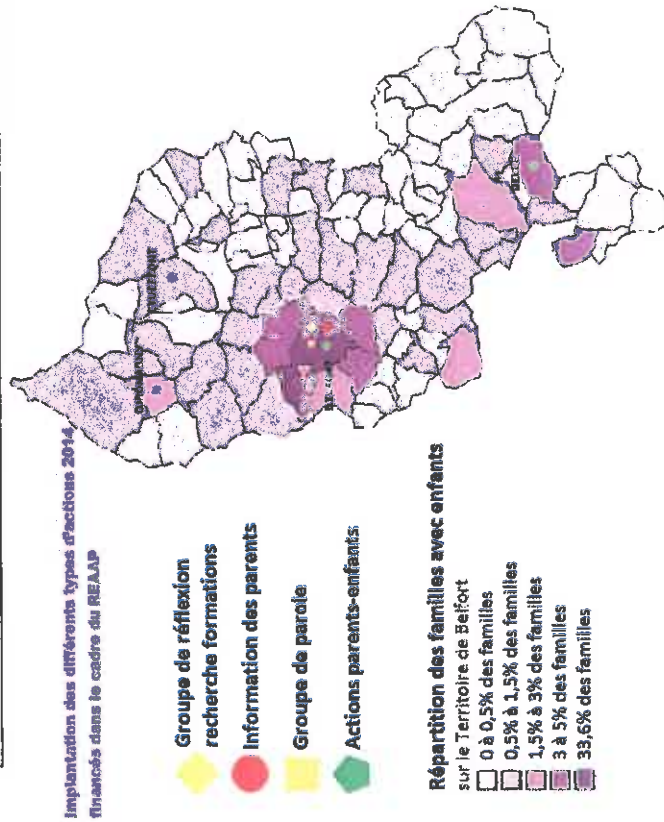 Implantation des différents types d'actions 2014,
financés dans le cadre du REAAP
Groupe de réflexion
recherche formations
Information des parents
Groupe de parole
Actions parents-enfants
Répartition des familles avec enfants
sur le Territoire de Belfort
0 à 0,5% des familles
0,5% à 1,5% des familles
1,5% à 3% des familles
3 à 5% des familles
33,6% des familles